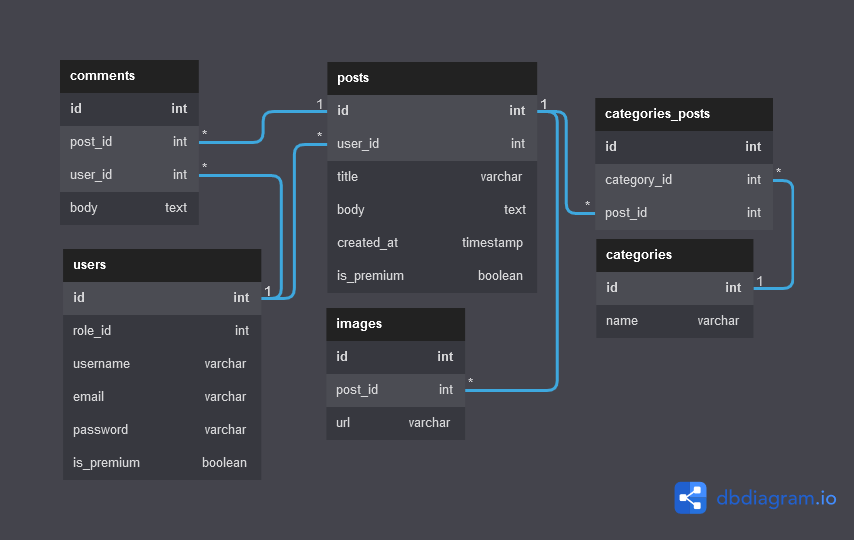 comments
id int
post_id int *
user_id int *
body text
users
id int 1
role_id int
username varchar
email varchar
password varchar
is_premium boolean
posts
1 id int 1
* user_id int
title varchar
body text
created_at timestamp
is_premium boolean
images
id int
post_id int *
url varchar
categories_posts
id int
category_id int *
* post_id int
categories
id int 1
name varchar
dbdiagram.io